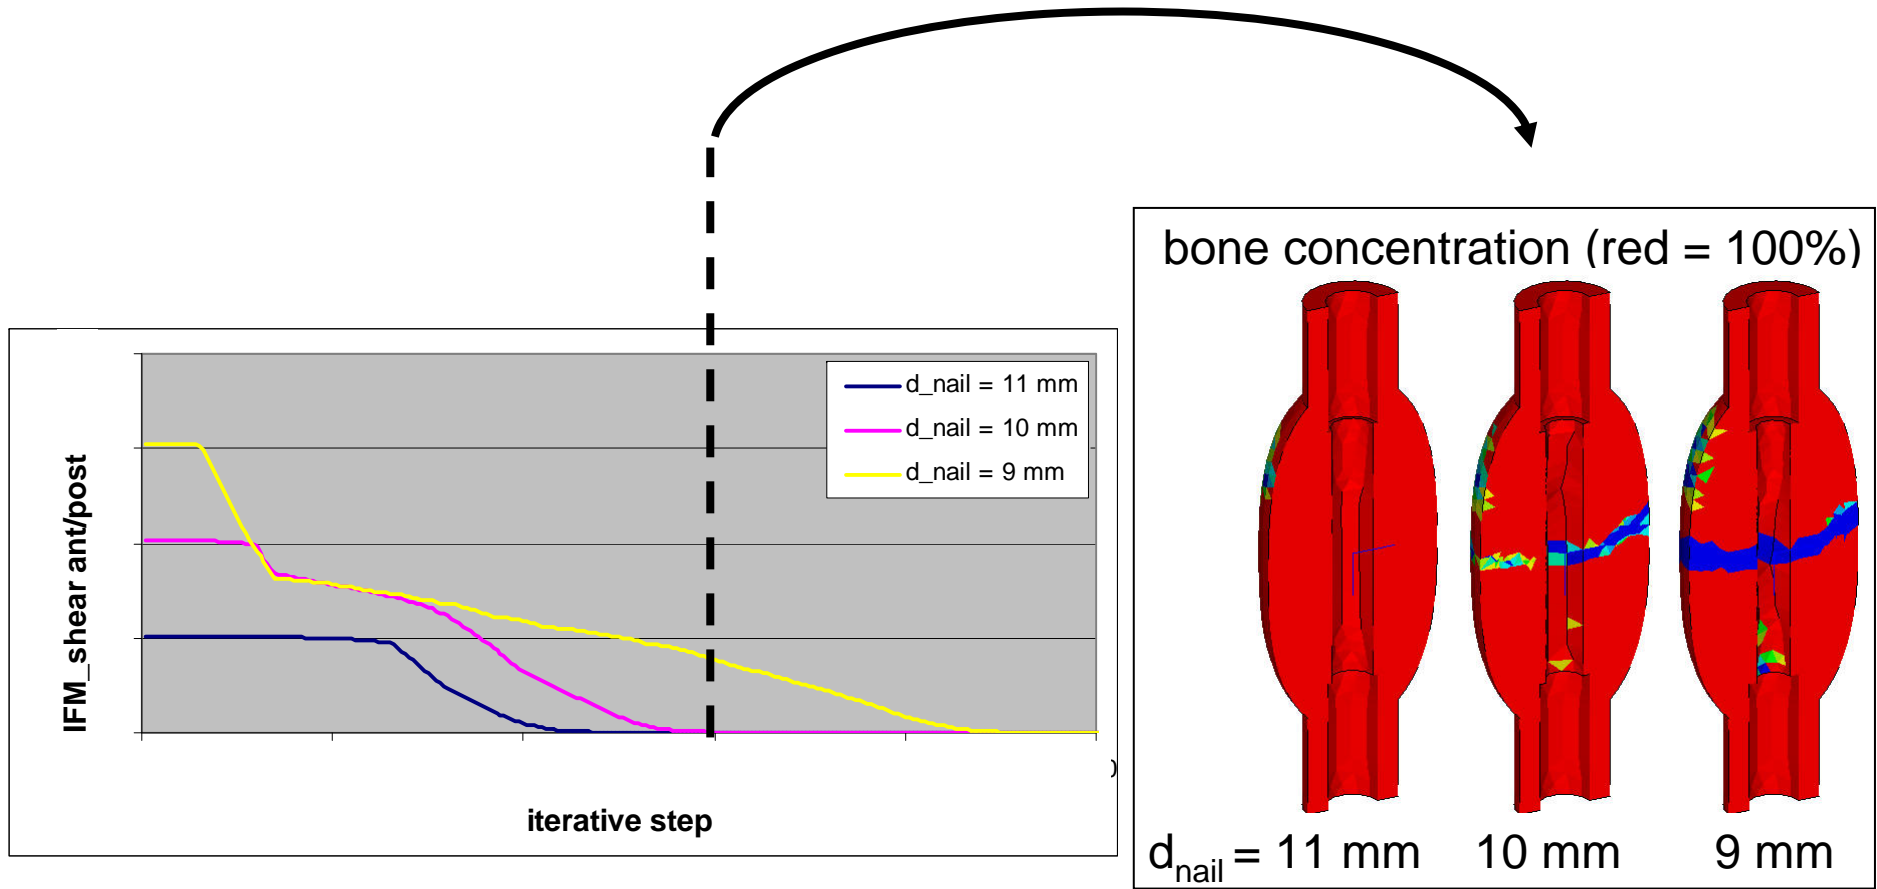 bone concentration (red = 100%)
d_nail = 11 mm
d_nail = 10 mm
d_nail = 9 mm
IFM_shear ant/post
iterative step
dnail = 11 mm 10 mm 9 mm